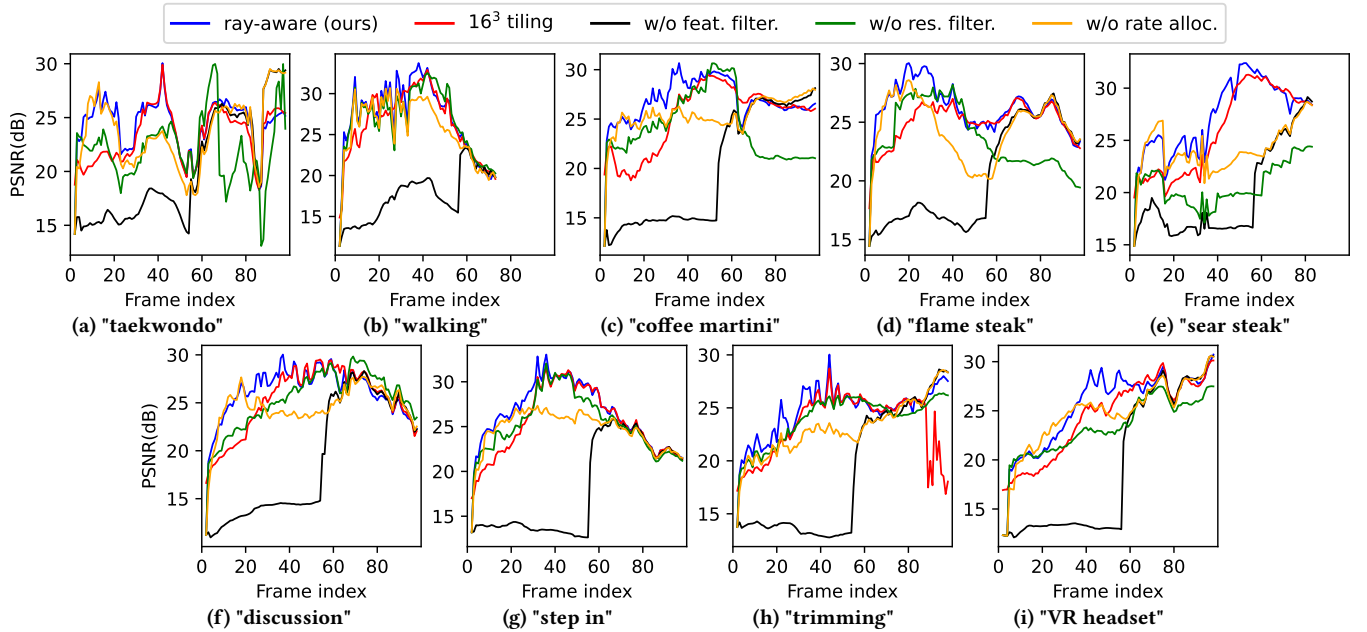 ray-aware (ours) 16³ tiling w/o feat. filter. w/o res. filter. w/o rate alloc.
PSNR(dB)
30
25
20
15
0 20 40 60 80
Frame index
(a) "taekwondo"
30
25
20
15
0 20 40 60 80
Frame index
(b) "walking"
30
25
20
15
0 20 40 60 80
Frame index
(c) "coffee martini"
30
25
20
15
0 20 40 60 80
Frame index
(d) "flame steak"
30
25
20
15
0 20 40 60 80
Frame index
(e) "sear steak"
PSNR(dB)
30
25
20
15
0 20 40 60 80
Frame index
(f) "discussion"
30
25
20
15
0 20 40 60 80
Frame index
(g) "step in"
30
25
20
15
0 20 40 60 80
Frame index
(h) "trimming"
30
25
20
15
0 20 40 60 80
Frame index
(i) "VR headset"